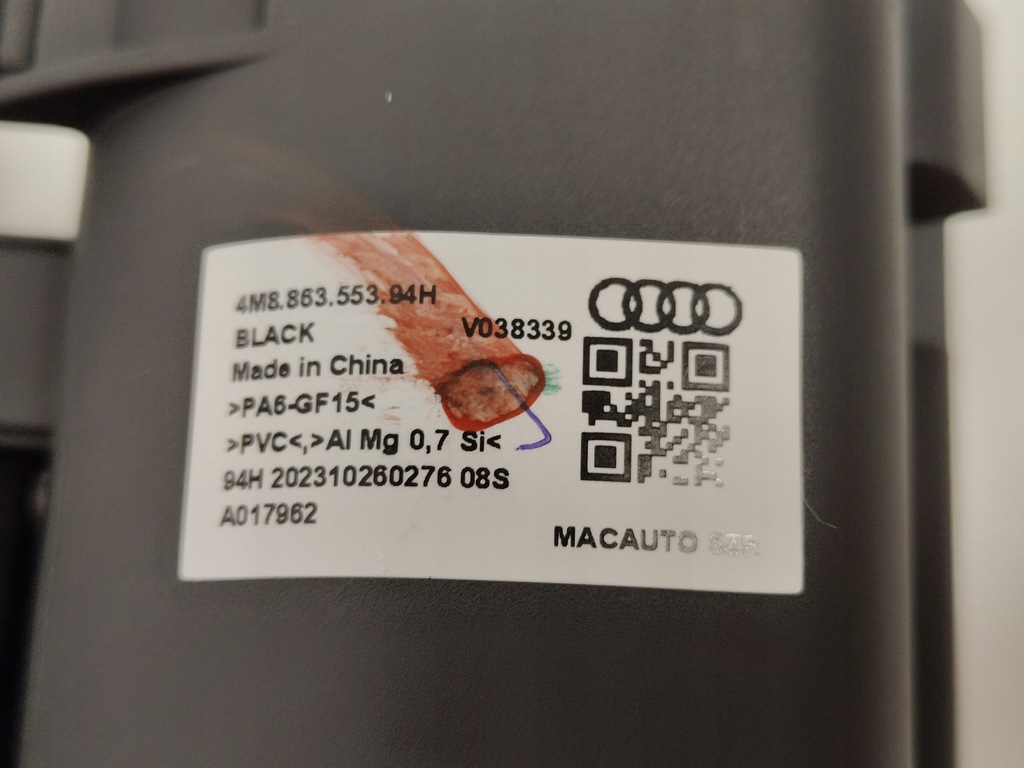 4M8.863.553.94H
BLACK
V038339
Made in China
>PA6-GF15<
>PVC<,>Al Mg 0,7 Si<
94H 202310260276 08S
A017962
MACAUTO